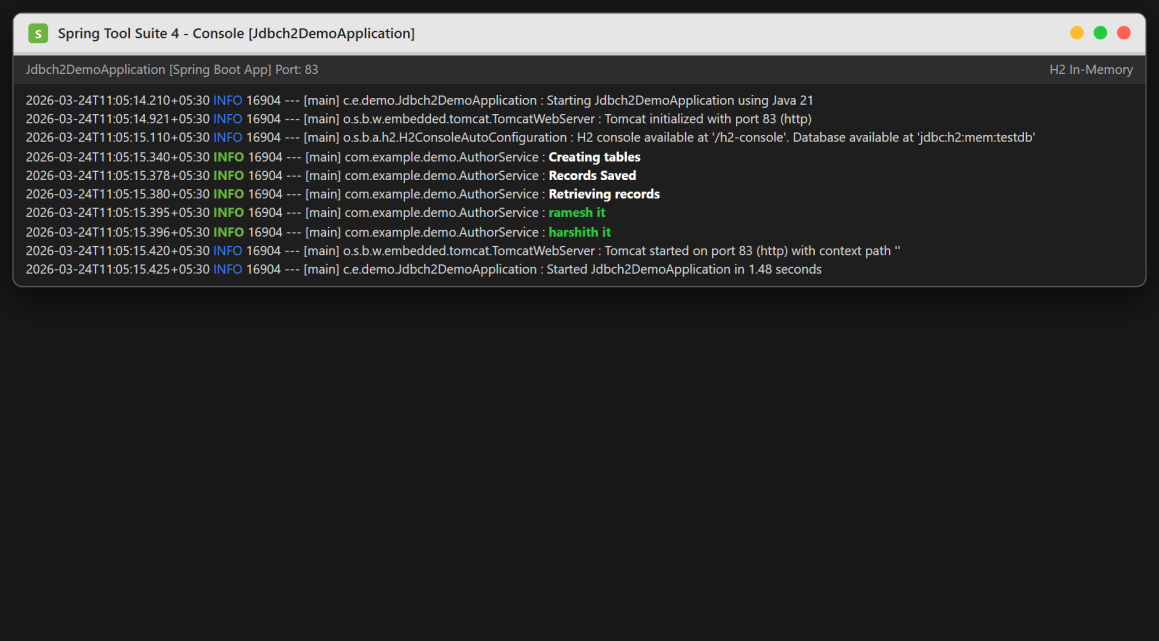 S Spring Tool Suite 4 - Console [Jdbch2DemoApplication]
Jdbch2DemoApplication [Spring Boot App] Port: 83 H2 In-Memory
2026-03-24T11:05:14.210+05:30 INFO 16904 --- [main] c.e.demo.Jdbch2DemoApplication : Starting Jdbch2DemoApplication using Java 21
2026-03-24T11:05:14.921+05:30 INFO 16904 --- [main] o.s.b.w.embedded.tomcat.TomcatWebServer : Tomcat initialized with port 83 (http)
2026-03-24T11:05:15.110+05:30 INFO 16904 --- [main] o.s.b.a.h2.H2ConsoleAutoConfiguration : H2 console available at '/h2-console'. Database available at 'jdbc:h2:mem:testdb'
2026-03-24T11:05:15.340+05:30 INFO 16904 --- [main] com.example.demo.AuthorService : Creating tables
2026-03-24T11:05:15.378+05:30 INFO 16904 --- [main] com.example.demo.AuthorService : Records Saved
2026-03-24T11:05:15.380+05:30 INFO 16904 --- [main] com.example.demo.AuthorService : Retrieving records
2026-03-24T11:05:15.395+05:30 INFO 16904 --- [main] com.example.demo.AuthorService : ramesh it
2026-03-24T11:05:15.396+05:30 INFO 16904 --- [main] com.example.demo.AuthorService : harshith it
2026-03-24T11:05:15.420+05:30 INFO 16904 --- [main] o.s.b.w.embedded.tomcat.TomcatWebServer : Tomcat started on port 83 (http) with context path ''
2026-03-24T11:05:15.425+05:30 INFO 16904 --- [main] c.e.demo.Jdbch2DemoApplication : Started Jdbch2DemoApplication in 1.48 seconds